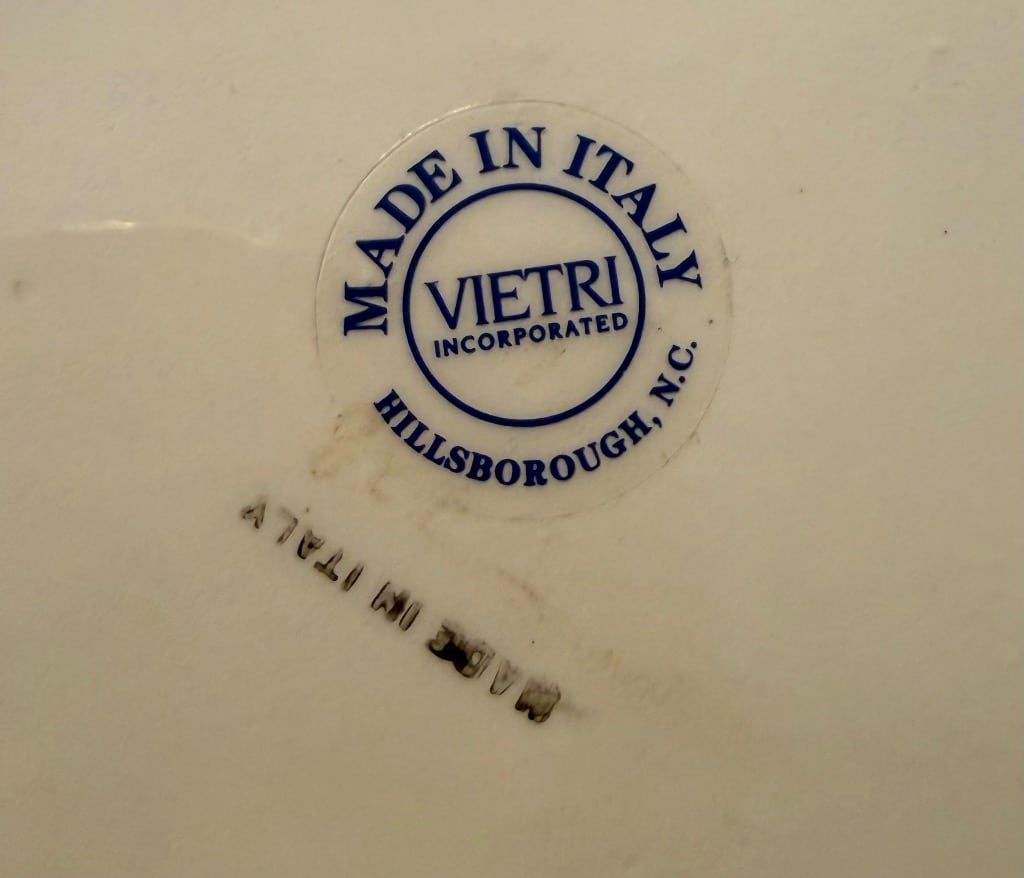 MADE IN ITALY
VIETRI
INCORPORATED
HILLSBOROUGH, N.C.
MADE IN ITALY